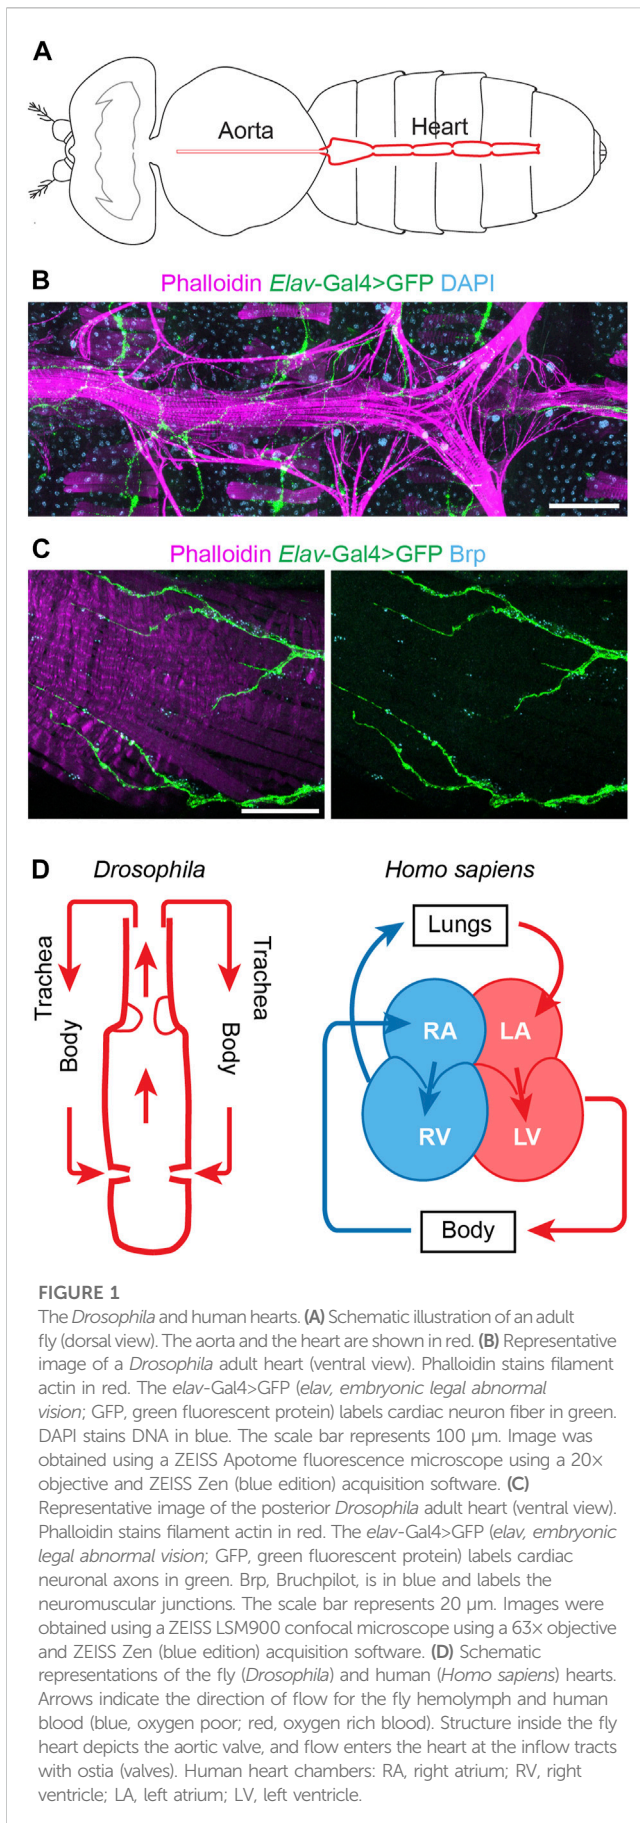 A
Aorta
Heart
B
Phalloidin Elav-Gal4>GFP DAPI
C
Phalloidin Elav-Gal4>GFP Brp
D
Drosophila
Homo sapiens
Trachea
Body
Trachea
Body
Lungs
RA
LA
RV
LV
Body
FIGURE 1
The Drosophila and human hearts. (A) Schematic illustration of an adult
fly (dorsal view). The aorta and the heart are shown in red. (B) Representative
image of a Drosophila adult heart (ventral view). Phalloidin stains filament
actin in red. The elav-Gal4>GFP (elav, embryonic legal abnormal
vision; GFP, green fluorescent protein) labels cardiac neuron fiber in green.
DAPI stains DNA in blue. The scale bar represents 100 μm. Image was
obtained using a ZEISS Apotome fluorescence microscope using a 20×
objective and ZEISS Zen (blue edition) acquisition software. (C)
Representative image of the posterior Drosophila adult heart (ventral view).
Phalloidin stains filament actin in red. The elav-Gal4>GFP (elav, embryonic
legal abnormal vision; GFP, green fluorescent protein) labels cardiac
neuronal axons in green. Brp, Bruchpilot, is in blue and labels the
neuromuscular junctions. The scale bar represents 20 μm. Images were
obtained using a ZEISS LSM900 confocal microscope using a 63× objective
and ZEISS Zen (blue edition) acquisition software. (D) Schematic
representations of the fly (Drosophila) and human (Homo sapiens) hearts.
Arrows indicate the direction of flow for the fly hemolymph and human
blood (blue, oxygen poor; red, oxygen rich blood). Structure inside the fly
heart depicts the aortic valve, and flow enters the heart at the inflow tracts
with ostia (valves). Human heart chambers: RA, right atrium; RV, right
ventricle; LA, left atrium; LV, left ventricle.